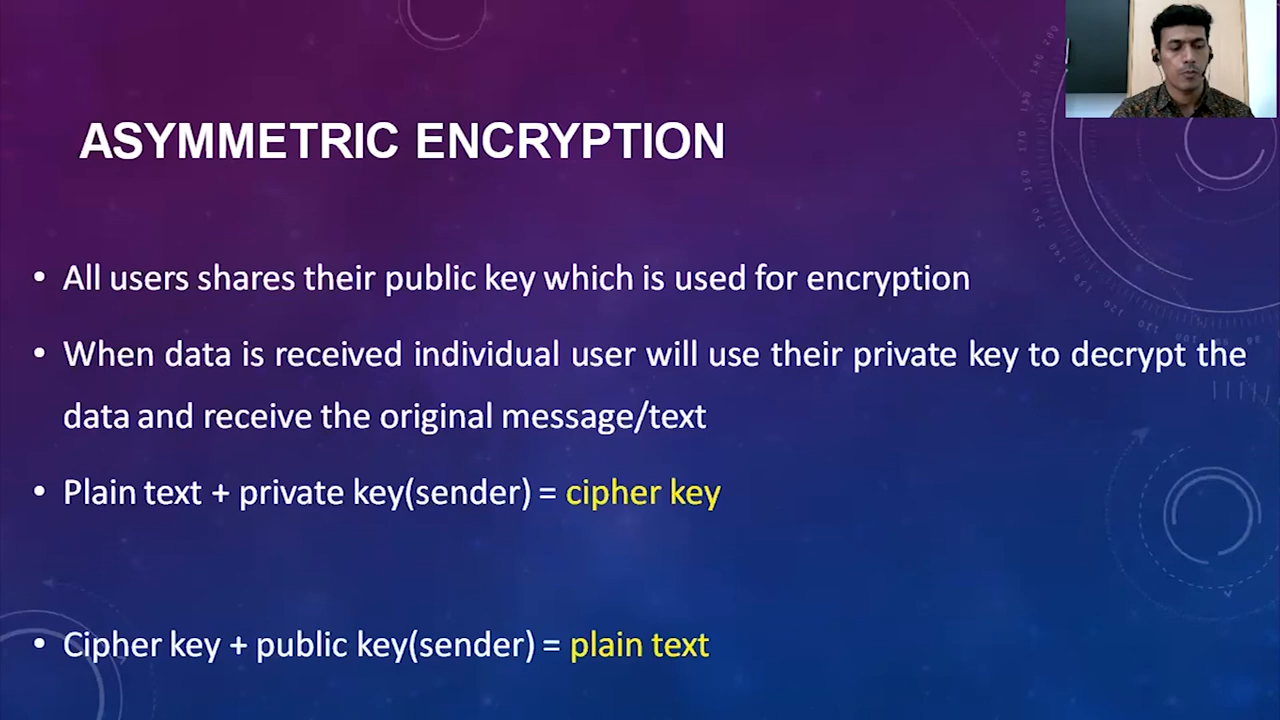 ASYMMETRIC ENCRYPTION
• All users shares their public key which is used for encryption
• When data is received individual user will use their private key to decrypt the
data and receive the original message/text
• Plain text + private key(sender) = cipher key
• Cipher key + public key(sender) = plain text